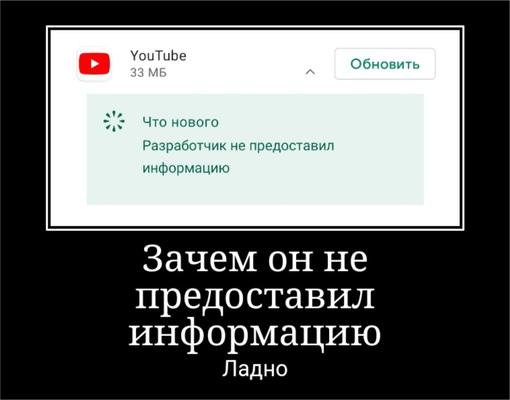 YouTube
33 МБ
Обновить
Что нового
Разработчик не предоставил
информацию
Зачем он не
предоставил
информацию
Ладно